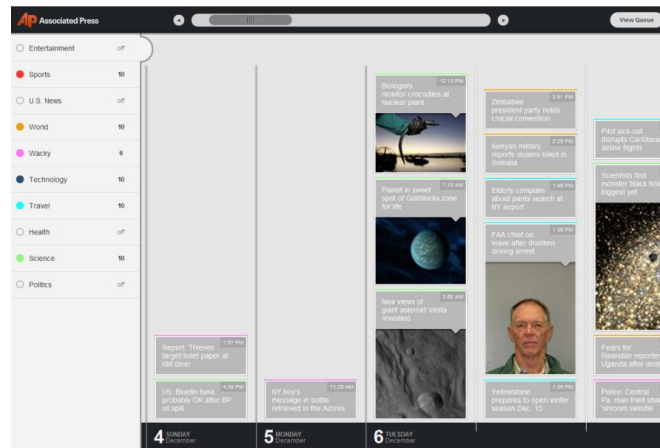 AP Associated Press
View Queue
Entertainment off
Sports 10
U.S. News off
World 10
Wacky 6
Technology 10
Travel 10
Health off
Science 10
Politics off
7:57 PM
Report: Thieves
target toilet paper at
NM diner
4:39 PM
US: Bluefin tuna
probably OK after BP
oil spill
11:29 AM
NY boy's
message in bottle
retrieved in the Azores
12:13 PM
Biologists
monitor crocodiles at
nuclear plant
7:10 AM
Planet in sweet
spot of Goldilocks zone
for life
3:50 AM
New views of
giant asteroid Vesta
revealed
2:51 PM
Zimbabwe
president party holds
crucial convention
2:28 PM
Kenyan military
reports dozens killed in
Somalia
1:46 PM
Elderly complain
about pants search at
NY airport
1:38 PM
FAA chief on
leave after drunken
driving arrest
1:35 PM
Yellowstone
prepares to open winter
season Dec. 15
Pilot sick-out
disrupts Caribbean
airline flights
Scientists find
monster black
biggest yet
Fears for
Rwandan reporter
Uganda after
Police: Central
Pa. man tried
'shroom swindle
4 SUNDAY
December
5 MONDAY
December
6 TUESDAY
December